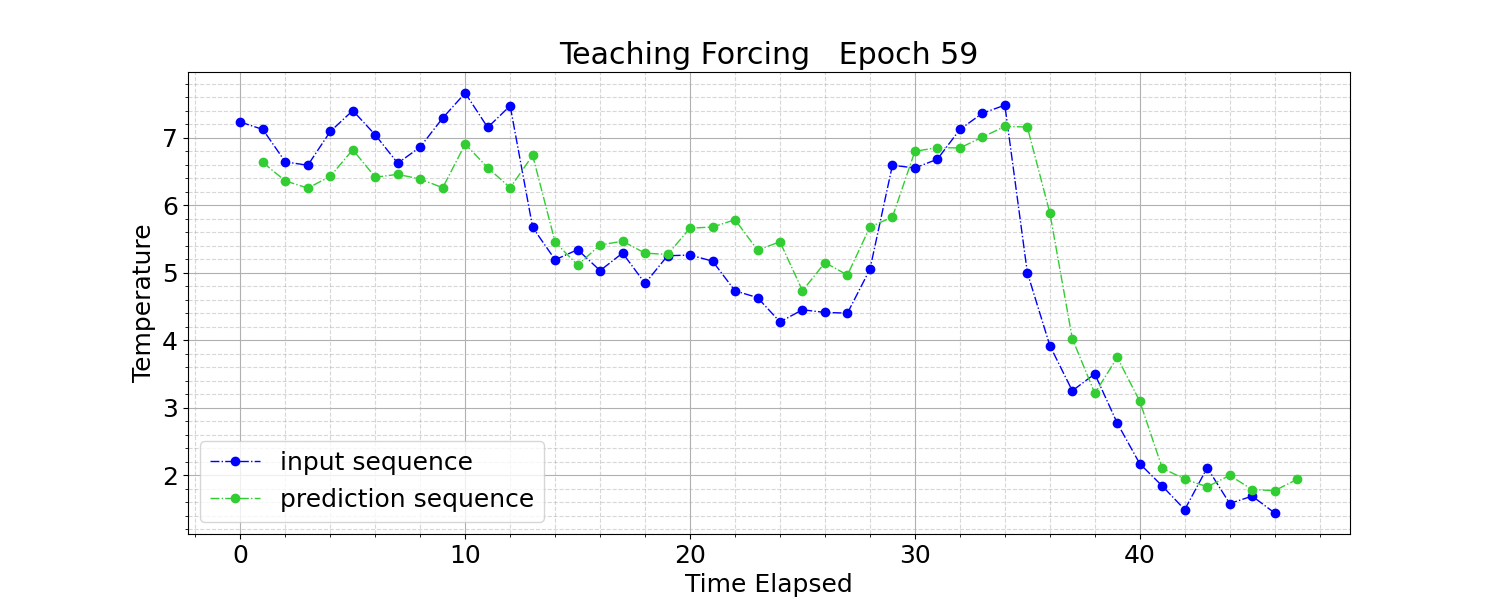 Teaching Forcing   Epoch 59
Temperature
7
6
5
4
3
2
input sequence
prediction sequence
0 10 20 30 40
Time Elapsed